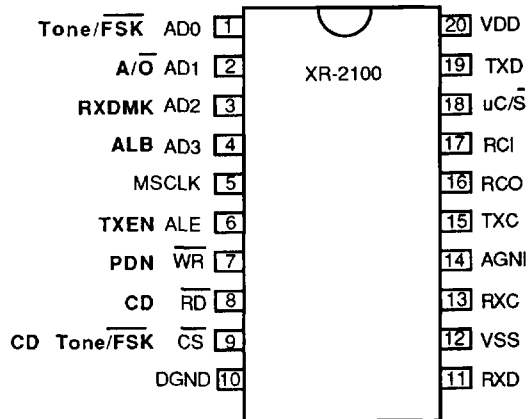 Tone/FSK AD0 1
A/O AD1 2
RXDMK AD2 3
ALB AD3 4
MSCLK 5
TXEN ALE 6
PDN WR 7
CD RD 8
CD Tone/FSK CS 9
DGND 10
XR-2100
20 VDD
19 TXD
18 uC/S
17 RCI
16 RCO
15 TXC
14 AGNI
13 RXC
12 VSS
11 RXD